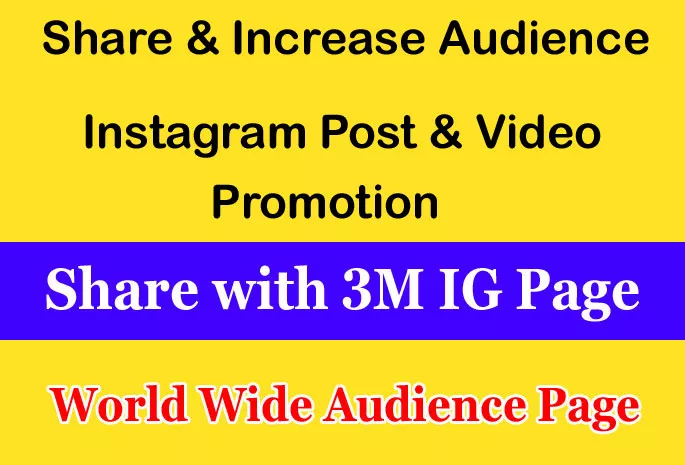 Share & Increase Audience
Instagram Post & Video
Promotion
Share with 3M IG Page
World Wide Audience Page